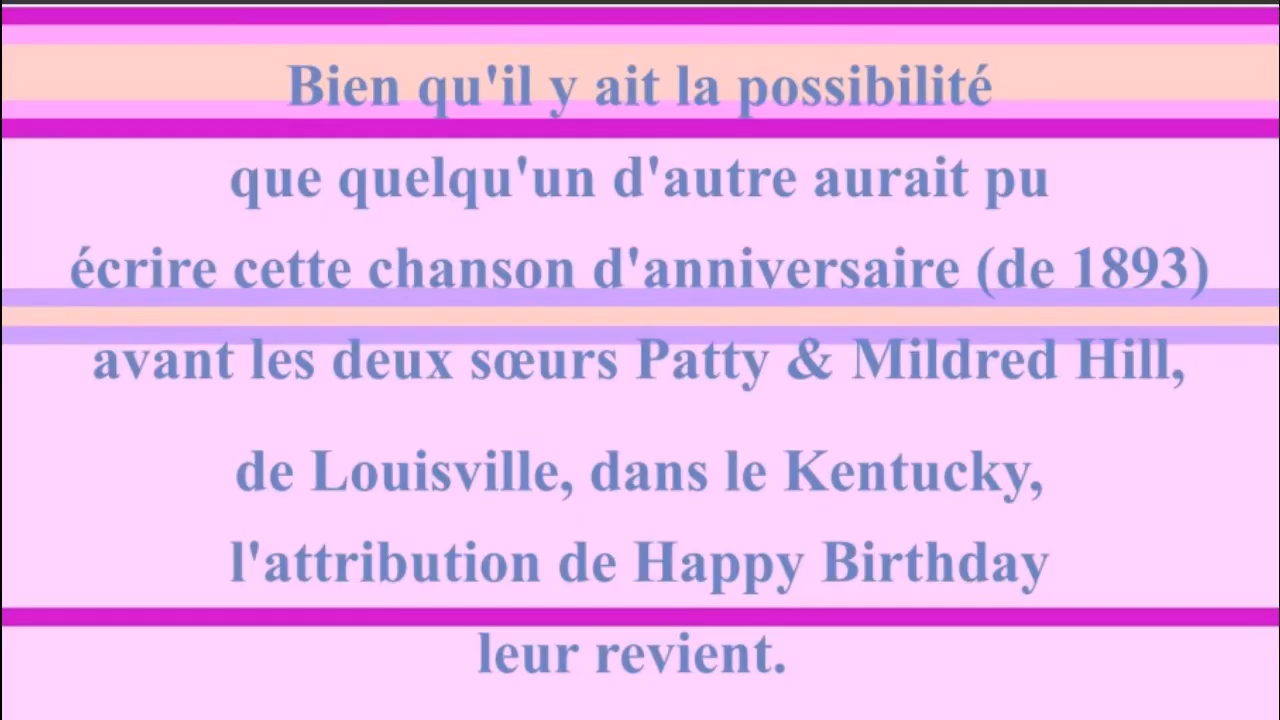 Bien qu'il y ait la possibilité
que quelqu'un d'autre aurait pu
écrire cette chanson d'anniversaire (de 1893)
avant les deux sœurs Patty & Mildred Hill,
de Louisville, dans le Kentucky,
l'attribution de Happy Birthday
leur revient.